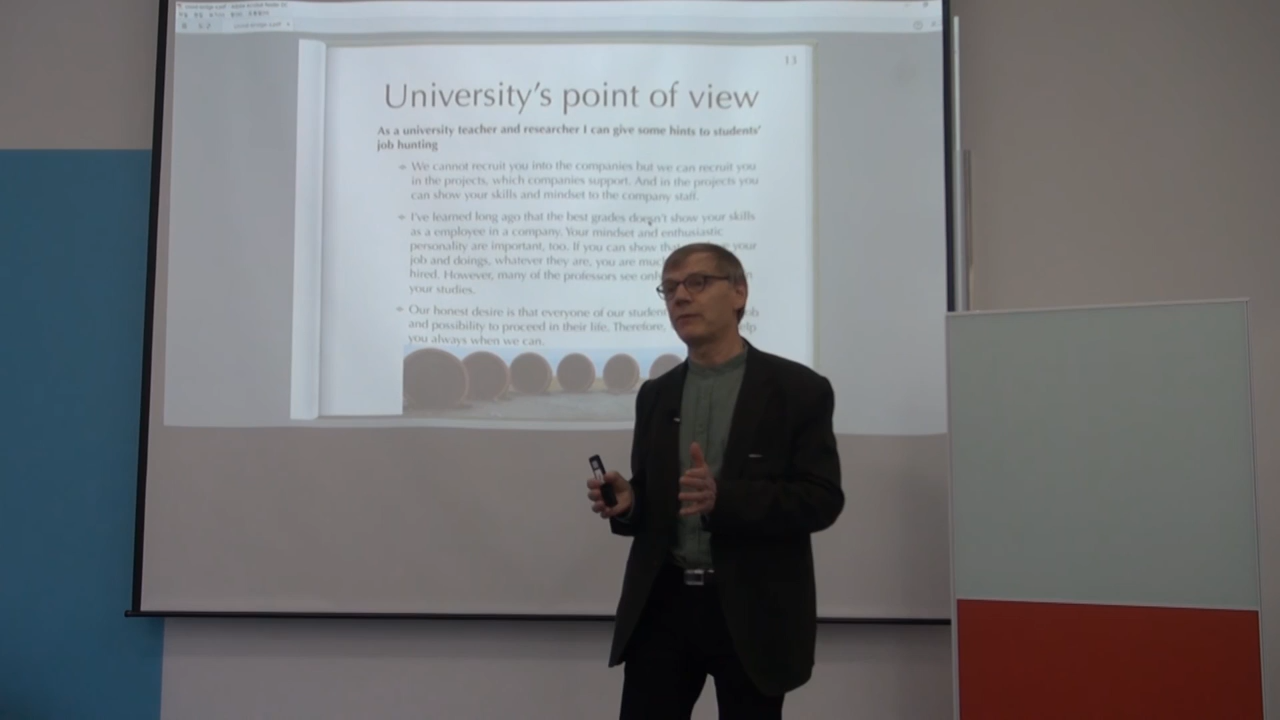 13
University's point of view
As a university teacher and researcher I can give some hints to students'
job hunting
We cannot recruit you into the companies but we can recruit you
in the projects, which companies support. And in the projects you
can show your skills and mindset to the company staff.
I've learned long ago that the best grades doesn't show your skills
as a employee in a company. Your mindset and enthusiastic
personality are important, too. If you can show your
job and doings, whatever they are, you are
hired. However, many of the professors see
your studies.
Our honest desire is that everyone of our
and possibility to proceed in their life. Therefore,
you always when we can.